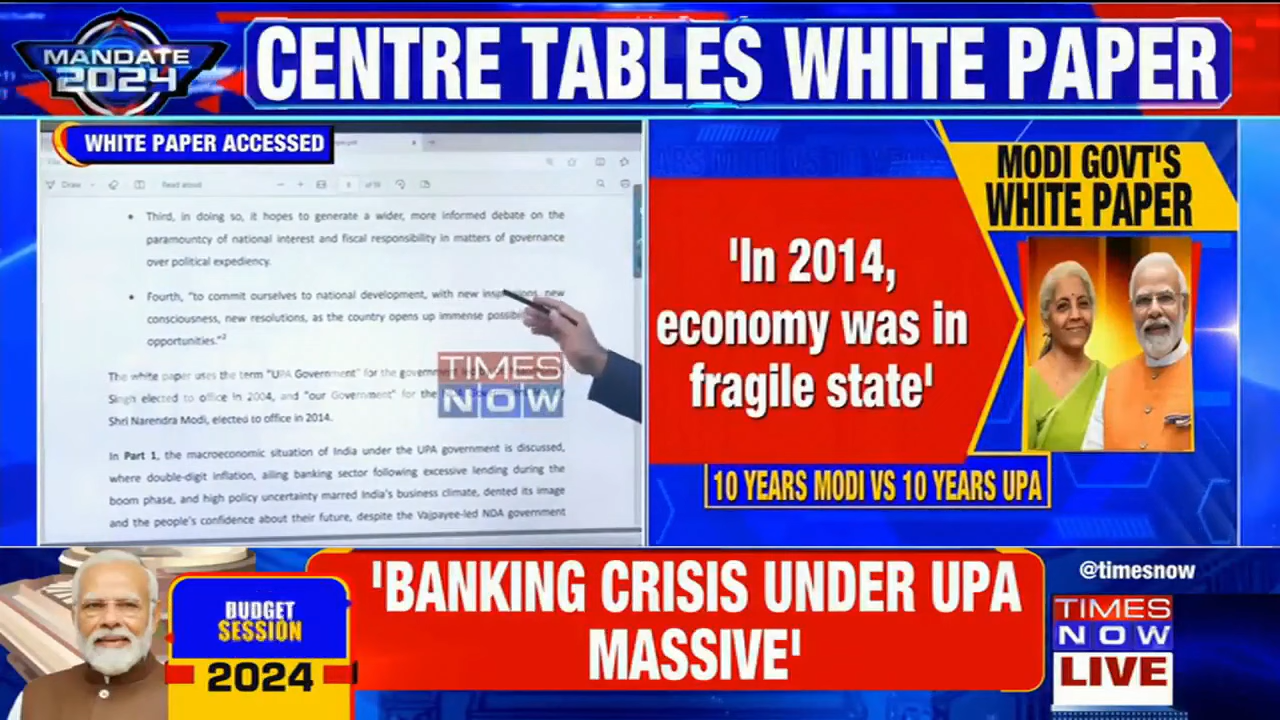 MANDATE
2024
CENTRE TABLES WHITE PAPER
WHITE PAPER ACCESSED
Draw
Read aloud
• Third, in doing so, it hopes to generate a wider, more informed debate on the
paramountcy of national interest and fiscal responsibility in matters of governance
over political expediency.
• Fourth, "to commit ourselves to national development, with new inspirations, new
consciousness, new resolutions, as the country opens up immense
opportunities."2
The white paper uses the term "UPA Government" for the government
Singh elected to office in 2004, and "our Government" for the
Shri Narendra Modi, elected to office in 2014.
In Part 1, the macroeconomic situation of India under the UPA government is discussed,
where double-digit inflation, ailing banking sector following excessive lending during the
boom phase, and high policy uncertainty marred India's business climate, dented its image
and the people's confidence about their future, despite the Vajpayee-led NDA government
TIMES
NOW
MODI GOVT'S
WHITE PAPER
'In 2014,
economy was in
fragile state'
10 YEARS MODI VS 10 YEARS UPA
BUDGET
SESSION
2024
'BANKING CRISIS UNDER UPA
MASSIVE'
@timesnow
TIMES
NOW
LIVE